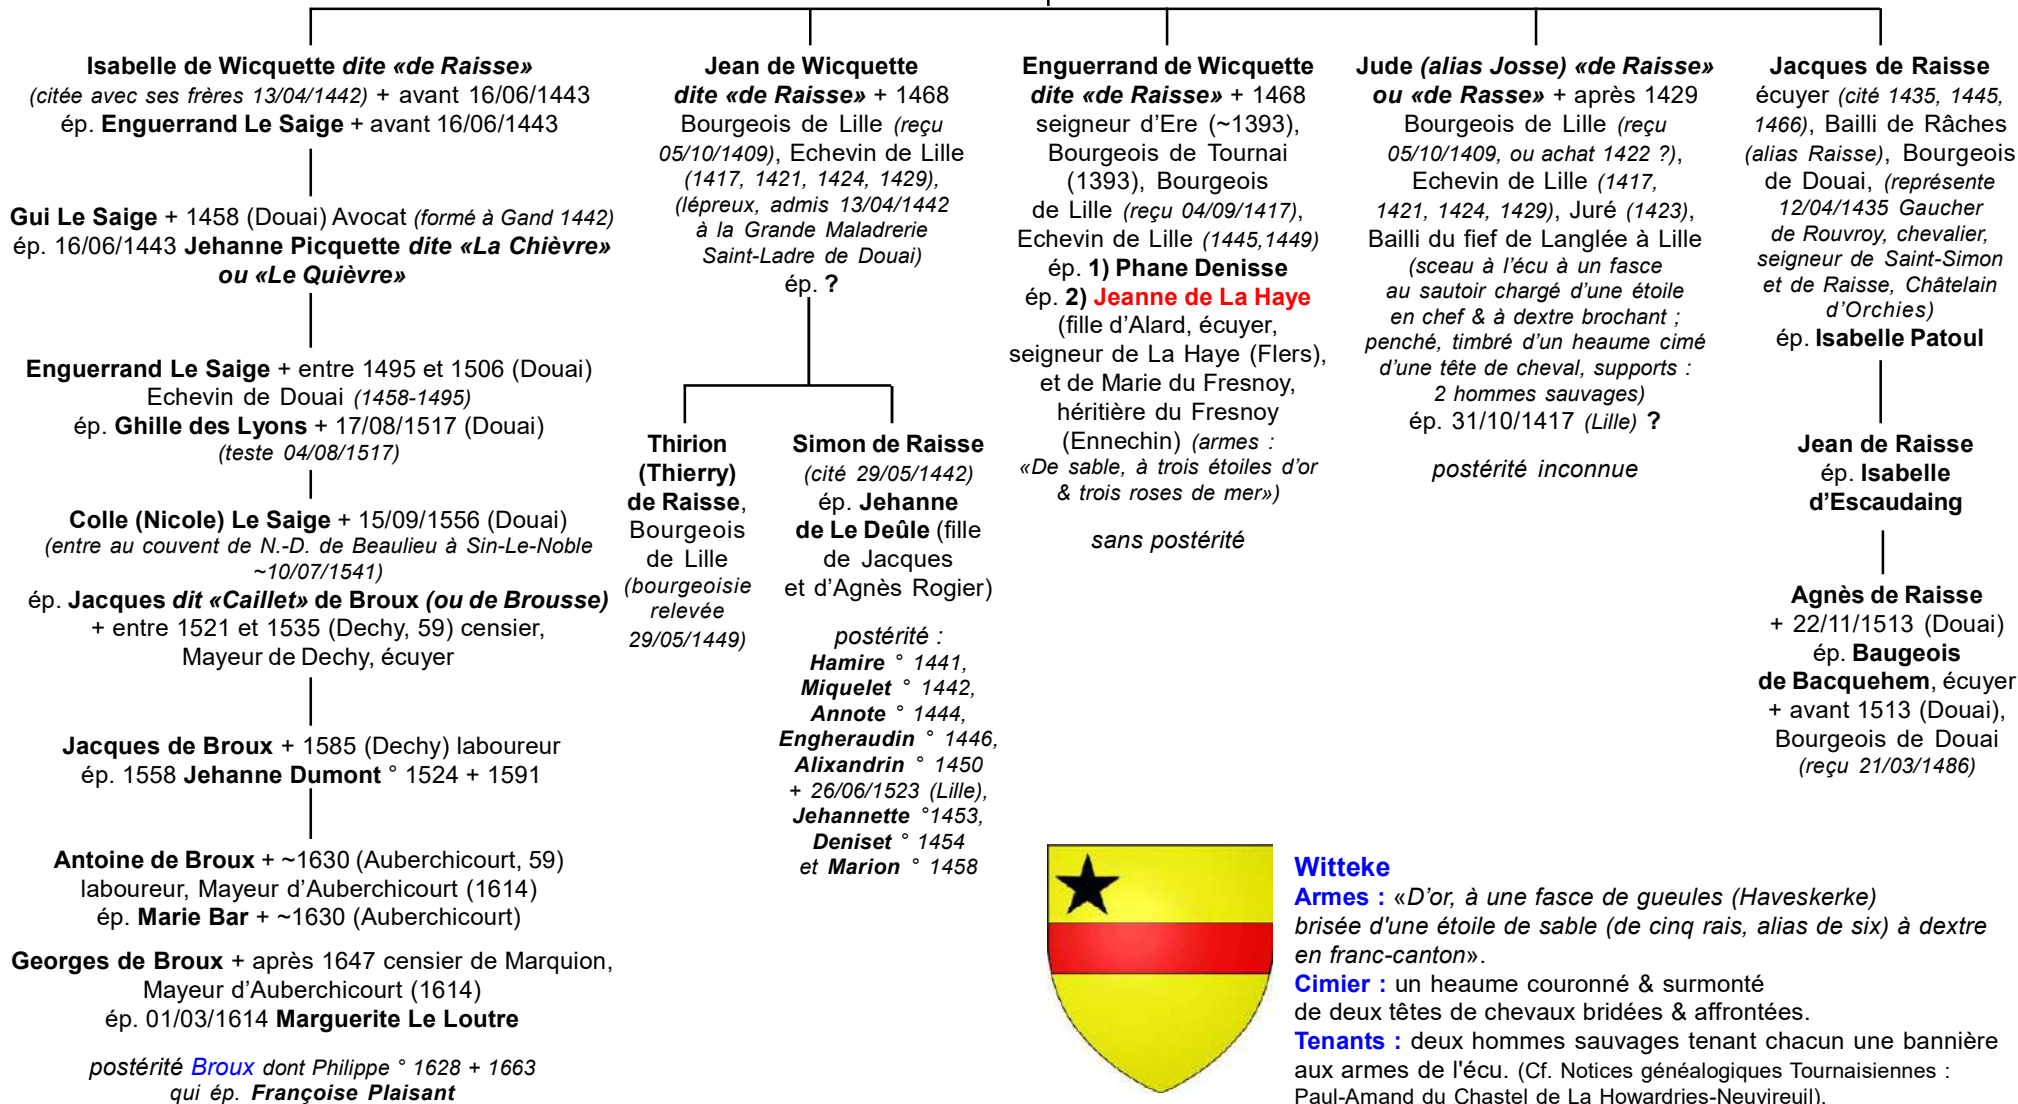 Isabelle de Wicquette dite «de Raisse»
(citée avec ses frères 13/04/1442) + avant 16/06/1443
ép. Enguerrand Le Saige + avant 16/06/1443
Gui Le Saige + 1458 (Douai) Avocat (formé à Gand 1442)
ép. 16/06/1443 Jehanne Picquette dite «La Chièvre»
ou «Le Quièvre»
Enguerrand Le Saige + entre 1495 et 1506 (Douai)
Echevin de Douai (1458-1495)
ép. Ghille des Lyons + 17/08/1517 (Douai)
(teste 04/08/1517)
Colle (Nicole) Le Saige + 15/09/1556 (Douai)
(entre au couvent de N.-D. de Beaulieu à Sin-Le-Noble
~10/07/1541)
ép. Jacques dit «Caillet» de Broux (ou de Brousse)
+ entre 1521 et 1535 (Dechy, 59) censier,
Mayeur de Dechy, écuyer
Jacques de Broux + 1585 (Dechy) laboureur
ép. 1558 Jehanne Dumont ° 1524 + 1591
Antoine de Broux + ~1630 (Auberchicourt, 59)
laboureur, Mayeur d'Auberchicourt (1614)
ép. Marie Bar + ~1630 (Auberchicourt)
Georges de Broux + après 1647 censier de Marquion,
Mayeur d'Auberchicourt (1614)
ép. 01/03/1614 Marguerite Le Loutre
postérité Broux dont Philippe ° 1628 + 1663
qui ép. Françoise Plaisant
Jean de Wicquette
dite «de Raisse» + 1468
Bourgeois de Lille (reçu
05/10/1409), Echevin de Lille
(1417, 1421, 1424, 1429),
(lépreux, admis 13/04/1442
à la Grande Maladrerie
Saint-Ladre de Douai)
ép. ?
Thirion
(Thierry)
de Raisse,
Bourgeois
de Lille
(bourgeoisie
relevée
29/05/1449)
Simon de Raisse
(cité 29/05/1442)
ép. Jehanne
de Le Deûle (fille
de Jacques
et d'Agnès Rogier)
postérité :
Hamire ° 1441,
Miquelet ° 1442,
Annote ° 1444,
Engheraudin ° 1446,
Alixandrin ° 1450
+ 26/06/1523 (Lille),
Jehannette °1453,
Deniset ° 1454
et Marion ° 1458
Enguerrand de Wicquette
dite «de Raisse» + 1468
seigneur d'Ere (~1393),
Bourgeois de Tournai
(1393), Bourgeois
de Lille (reçu 04/09/1417),
Echevin de Lille (1445,1449)
ép. 1) Phane Denisse
ép. 2) Jeanne de La Haye
(fille d'Alard, écuyer,
seigneur de La Haye (Flers),
et de Marie du Fresnoy,
héritière du Fresnoy
(Ennechin) (armes :
«De sable, à trois étoiles d'or
& trois roses de mer»)
sans postérité
Jude (alias Josse) «de Raisse»
ou «de Rasse» + après 1429
Bourgeois de Lille (reçu
05/10/1409, ou achat 1422 ?),
Echevin de Lille (1417,
1421, 1424, 1429), Juré (1423),
Bailli du fief de Langlée à Lille
(sceau à l'écu à un fasce
au sautoir chargé d'une étoile
en chef & à dextre brochant ;
penché, timbré d'un heaume cimé
d'une tête de cheval, supports :
2 hommes sauvages)
ép. 31/10/1417 (Lille) ?
postérité inconnue
Jacques de Raisse
écuyer (cité 1435, 1445,
1466), Bailli de Râches
(alias Raisse), Bourgeois
de Douai, (représente
12/04/1435 Gaucher
de Rouvroy, chevalier,
seigneur de Saint-Simon
et de Raisse, Châtelain
d'Orchies)
ép. Isabelle Patoul
Jean de Raisse
ép. Isabelle
d'Escaudaing
Agnès de Raisse
+ 22/11/1513 (Douai)
ép. Baugeois
de Bacquehem, écuyer
+ avant 1513 (Douai),
Bourgeois de Douai
(reçu 21/03/1486)
Witteke
Armes : «D'or, à une fasce de gueules (Haveskerke)
brisée d'une étoile de sable (de cinq rais, alias de six) à dextre
en franc-canton».
Cimier : un heaume couronné & surmonté
de deux têtes de chevaux bridées & affrontées.
Tenants : deux hommes sauvages tenant chacun une bannière
aux armes de l'écu. (Cf. Notices généalogiques Tournaisiennes :
Paul-Amand du Chastel de La Howardries-Neuvireuil).